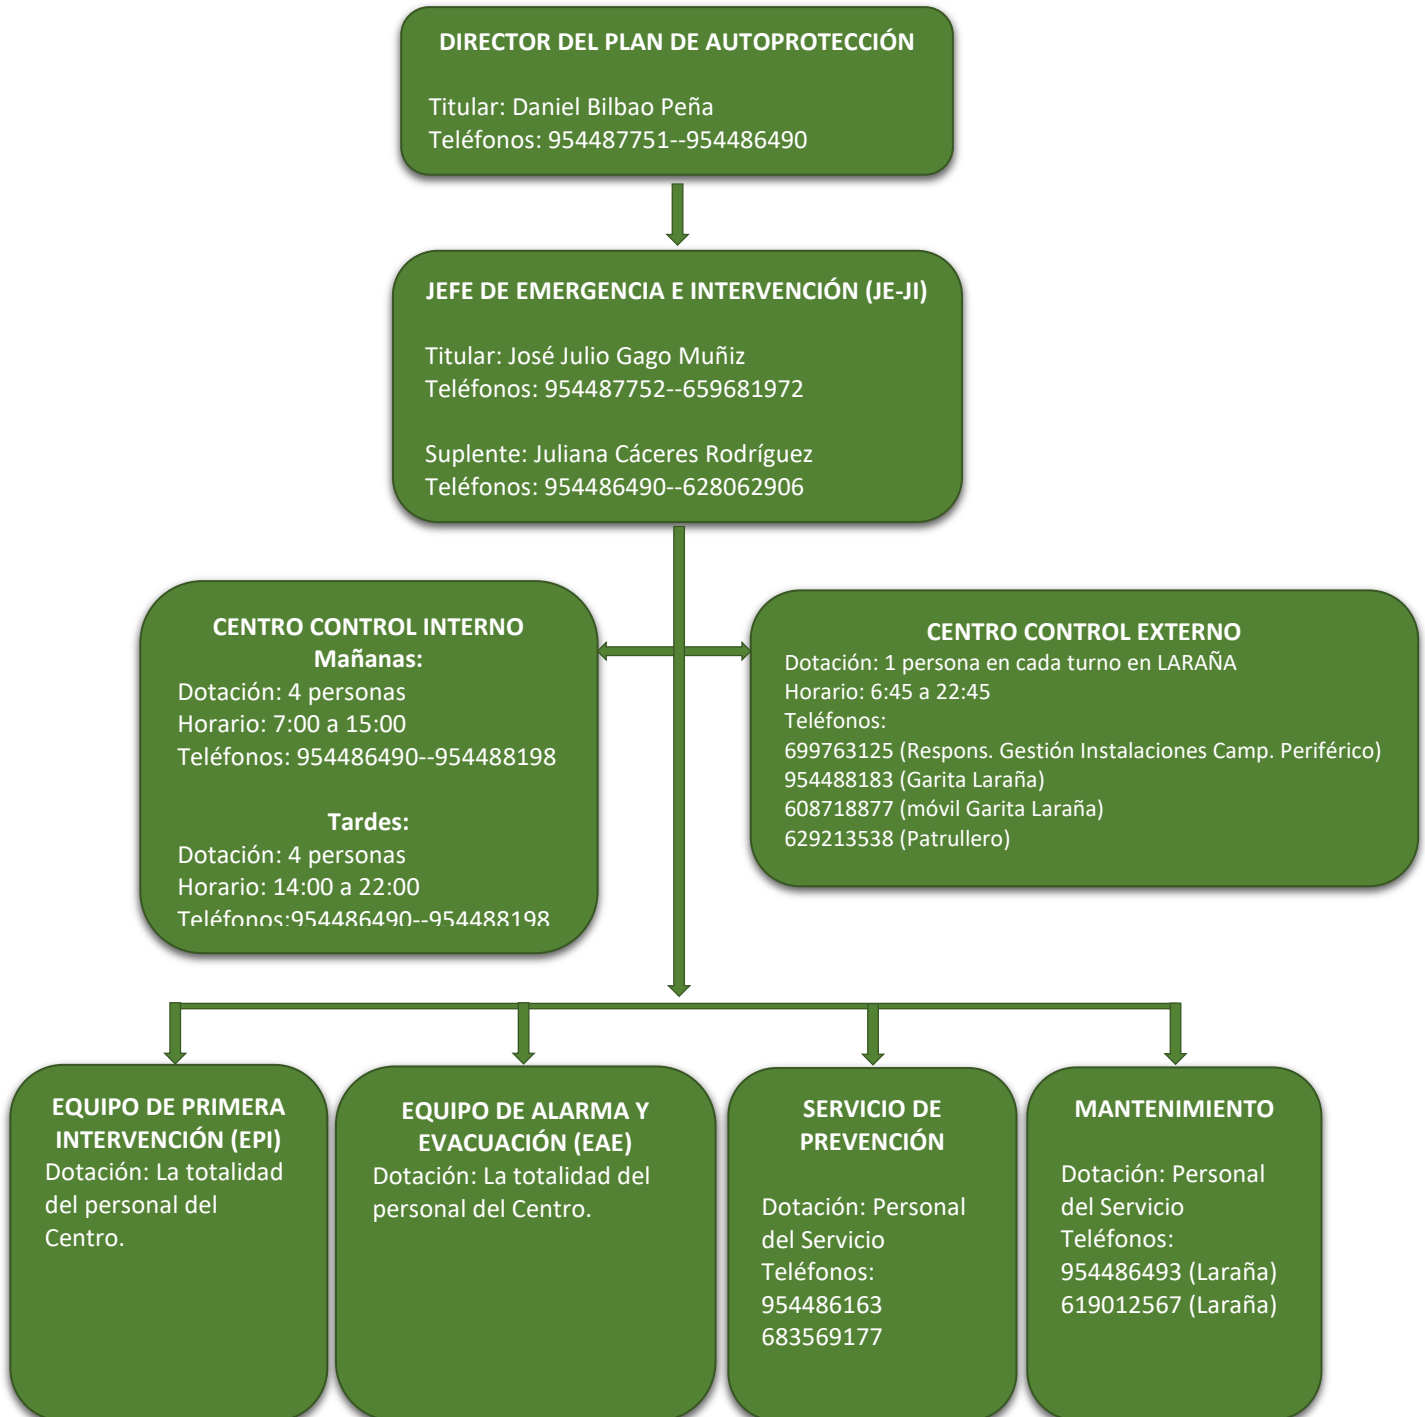 DIRECTOR DEL PLAN DE AUTOPROTECCIÓN
Titular: Daniel Bilbao Peña
Teléfonos: 954487751--954486490
JEFE DE EMERGENCIA E INTERVENCIÓN (JE-JI)
Titular: José Julio Gago Muñiz
Teléfonos: 954487752--659681972
Suplente: Juliana Cáceres Rodríguez
Teléfonos: 954486490--628062906
CENTRO CONTROL INTERNO
Mañanas:
Dotación: 4 personas
Horario: 7:00 a 15:00
Teléfonos: 954486490--954488198
Tardes:
Dotación: 4 personas
Horario: 14:00 a 22:00
Teléfonos:954486490--954488198
CENTRO CONTROL EXTERNO
Dotación: 1 persona en cada turno en LARAÑA
Horario: 6:45 a 22:45
Teléfonos:
699763125 (Respons. Gestión Instalaciones Camp. Periférico)
954488183 (Garita Laraña)
608718877 (móvil Garita Laraña)
629213538 (Patrullero)
EQUIPO DE PRIMERA
INTERVENCIÓN (EPI)
Dotación: La totalidad
del personal del
Centro.
EQUIPO DE ALARMA Y
EVACUACIÓN (EAE)
Dotación: La totalidad del
personal del Centro.
SERVICIO DE
PREVENCIÓN
Dotación: Personal
del Servicio
Teléfonos:
954486163
683569177
MANTENIMIENTO
Dotación: Personal
del Servicio
Teléfonos:
954486493 (Laraña)
619012567 (Laraña)